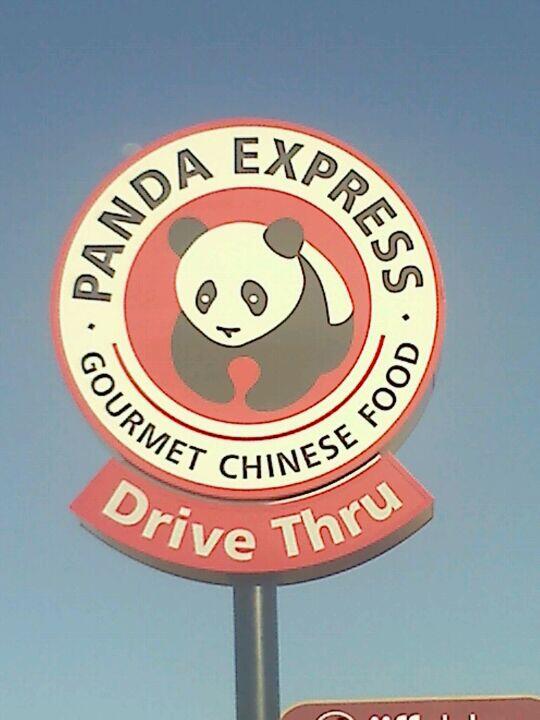 PANDA EXPRESS
GOURMET CHINESE FOOD
Drive Thru